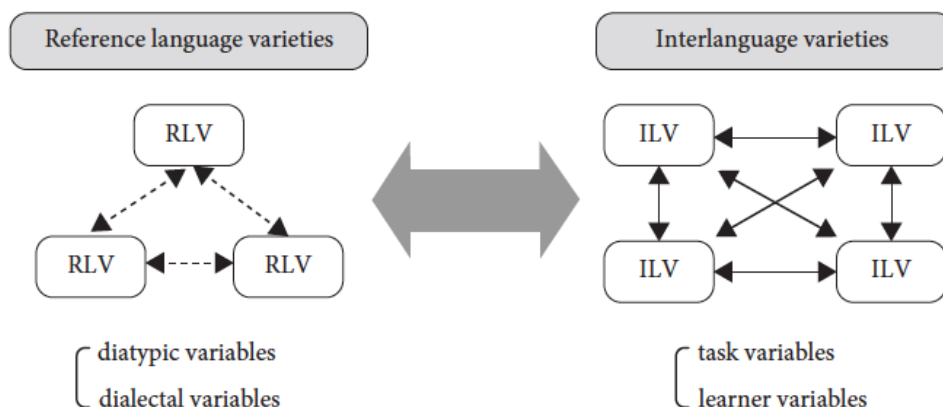 Reference language varieties
Interlanguage varieties
RLV
RLV
RLV
ILV
ILV
ILV
ILV
diatypic variables
dialectal variables
task variables
learner variables